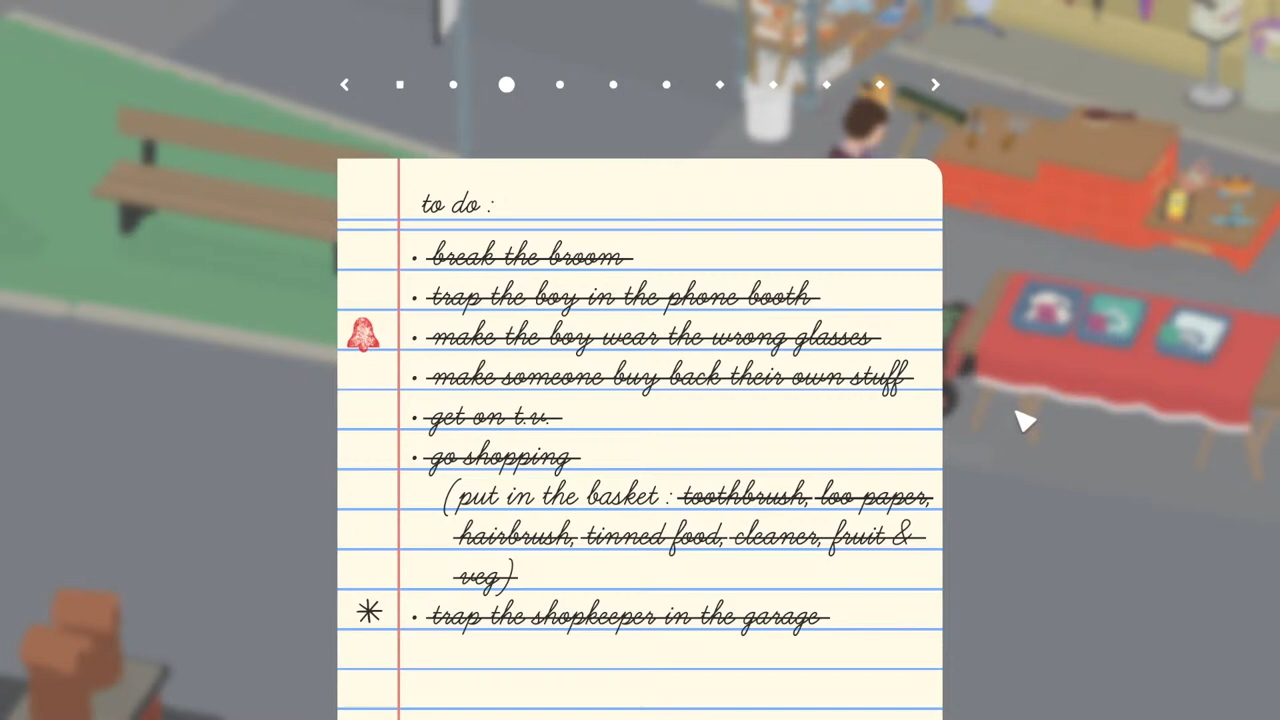 to do :
• break the broom
• trap the boy in the phone booth
• make the boy wear the wrong glasses
• make someone buy back their own stuff
• get on t.v.
• go shopping
(put in the basket : toothbrush, loo paper,
hairbrush, tinned food, cleaner, fruit &
veg)
• trap the shopkeeper in the garage